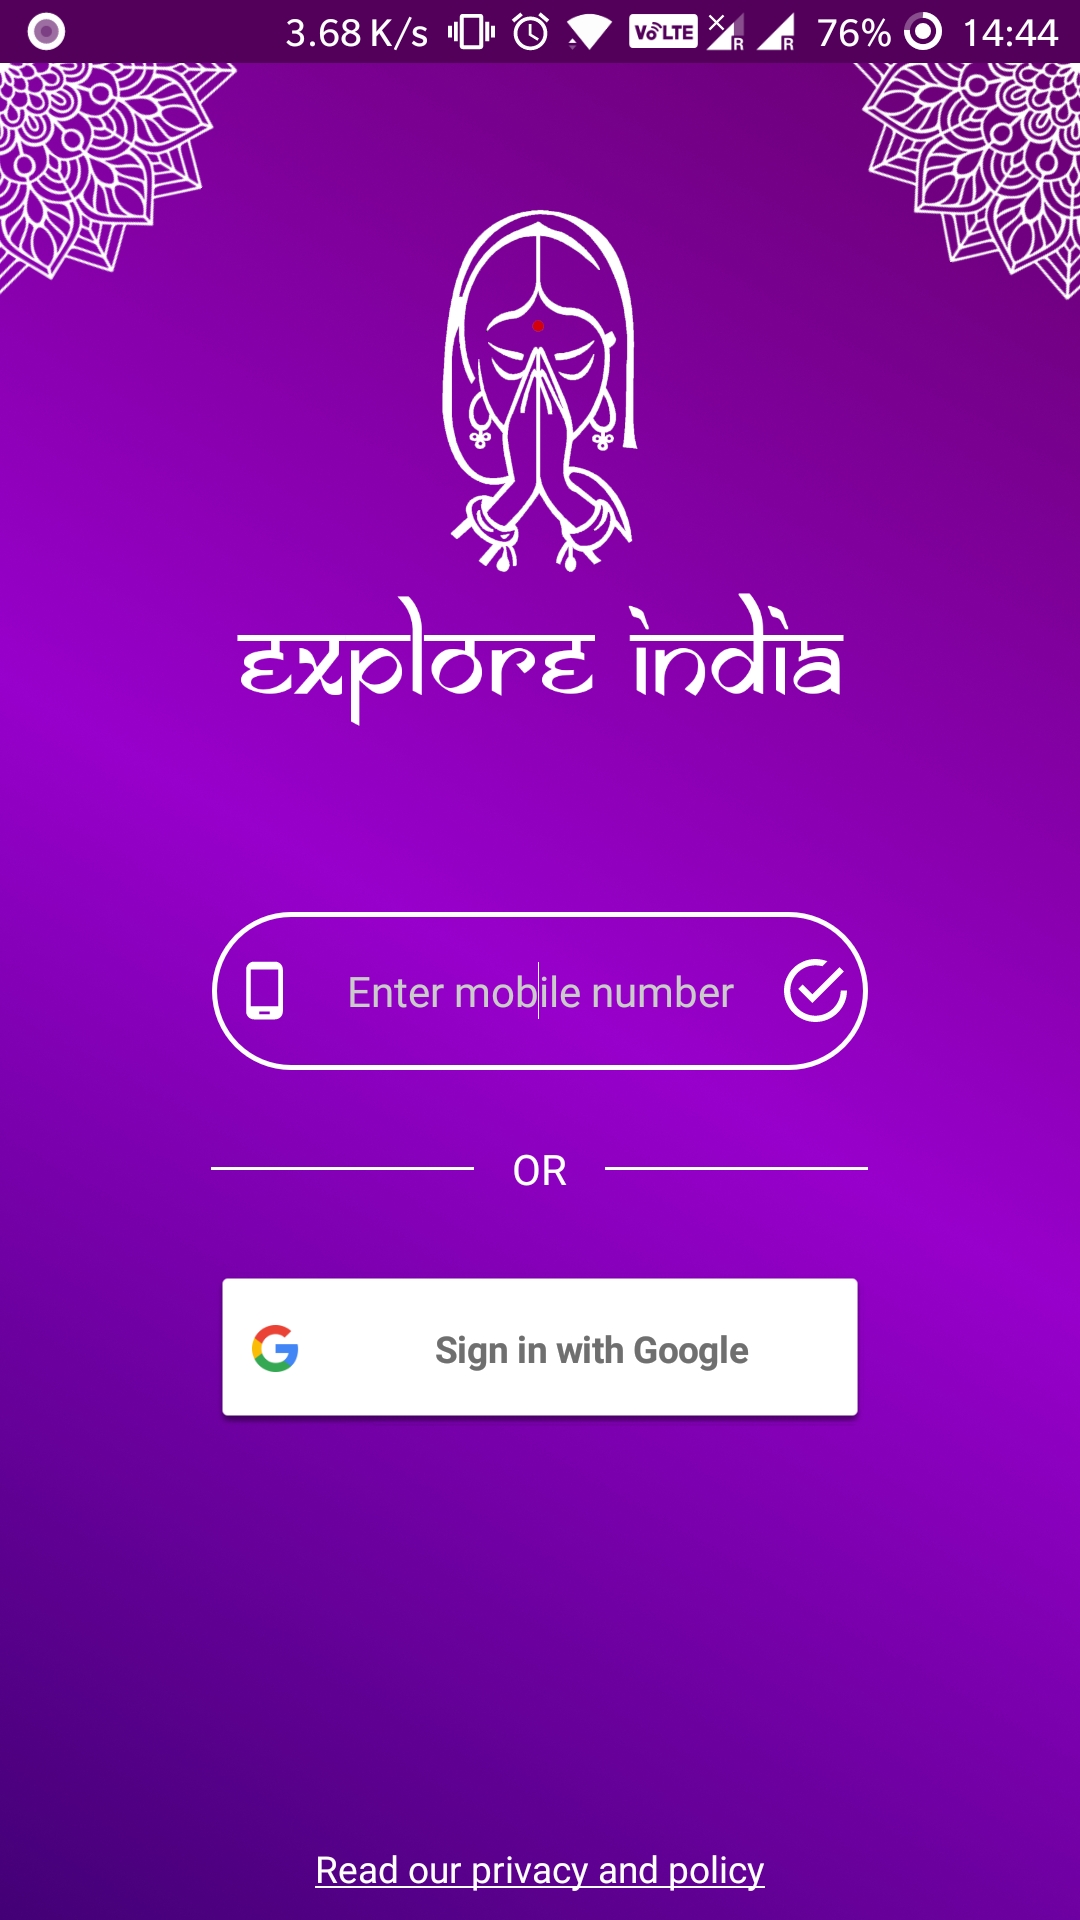 3.68 K/s VoLTE R R 76% 14:44
explore india
Enter mobile number
OR
Sign in with Google
Read our privacy and policy